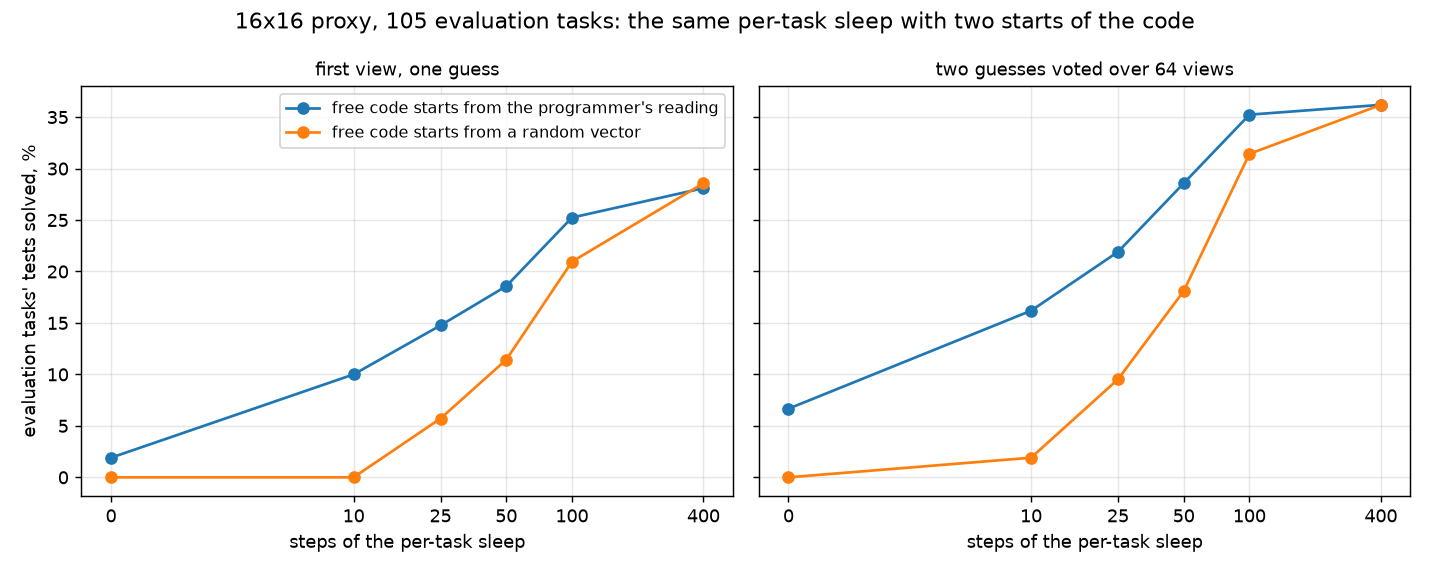 16x16 proxy, 105 evaluation tasks: the same per-task sleep with two starts of the code
first view, one guess
evaluation tasks' tests solved, %
35
30
25
20
15
10
5
0
free code starts from the programmer's reading
free code starts from a random vector
0 10 25 50 100 400
steps of the per-task sleep
two guesses voted over 64 views
0 10 25 50 100 400
steps of the per-task sleep